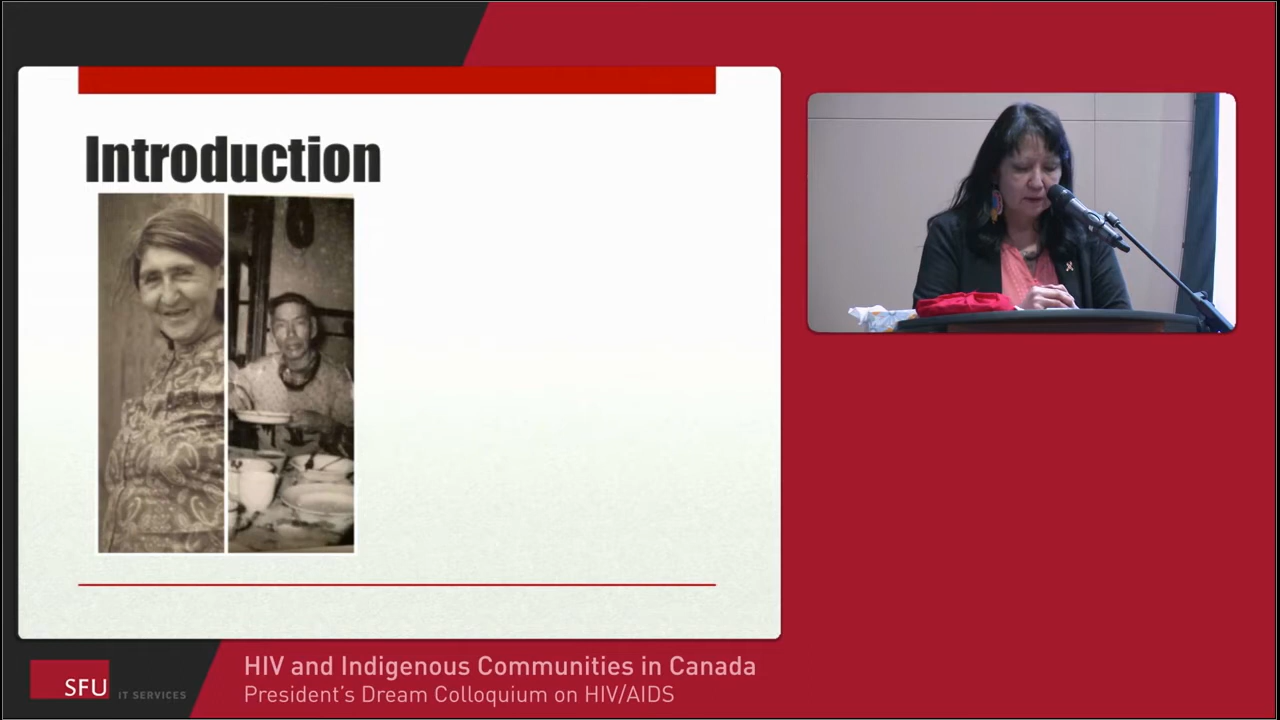 Introduction
SFU
IT SERVICES
HIV and Indigenous Communities in Canada
President's Dream Colloquium on HIV/AIDS